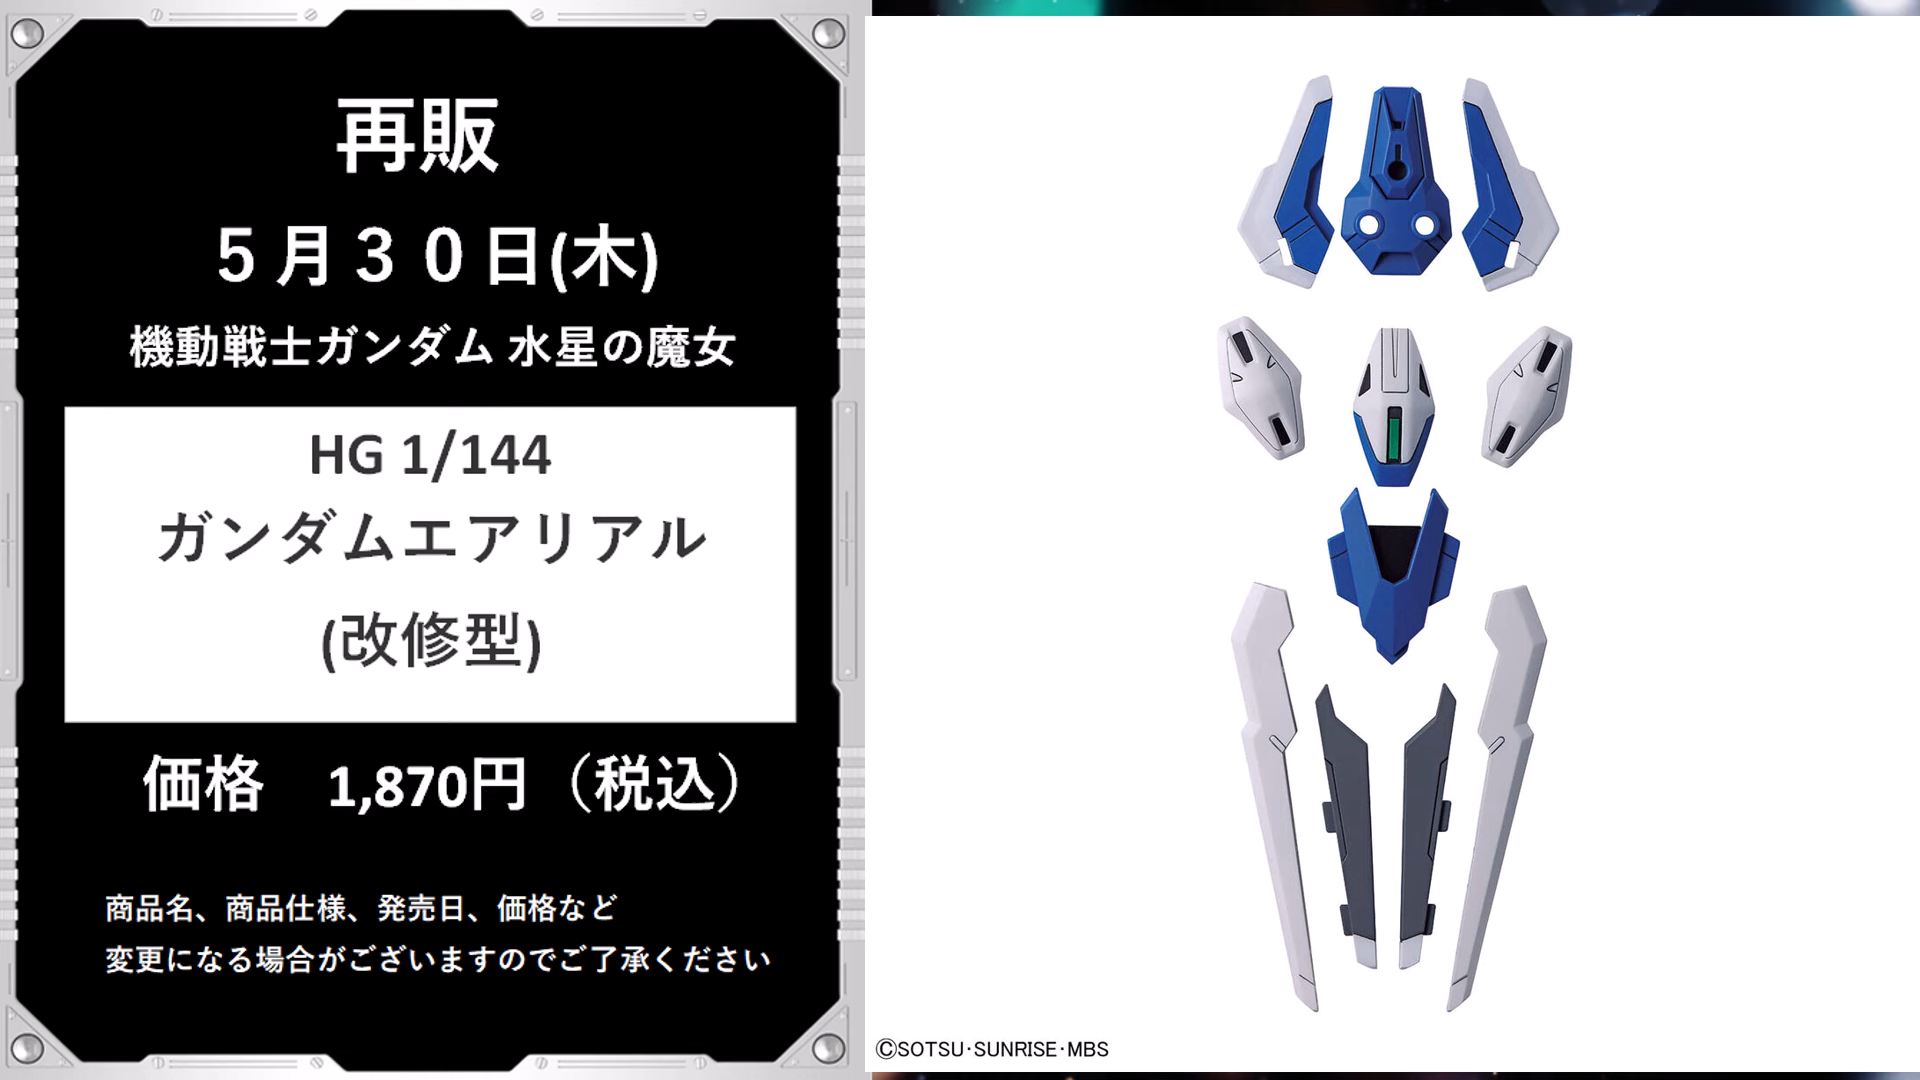 再販
５月３０日(木)
機動戦士ガンダム 水星の魔女
HG 1/144
ガンダムエアリアル
(改修型)
価格　1,870円（税込）
商品名、商品仕様、発売日、価格など
変更になる場合がございますのでご了承ください
©SOTSU・SUNRISE・MBS